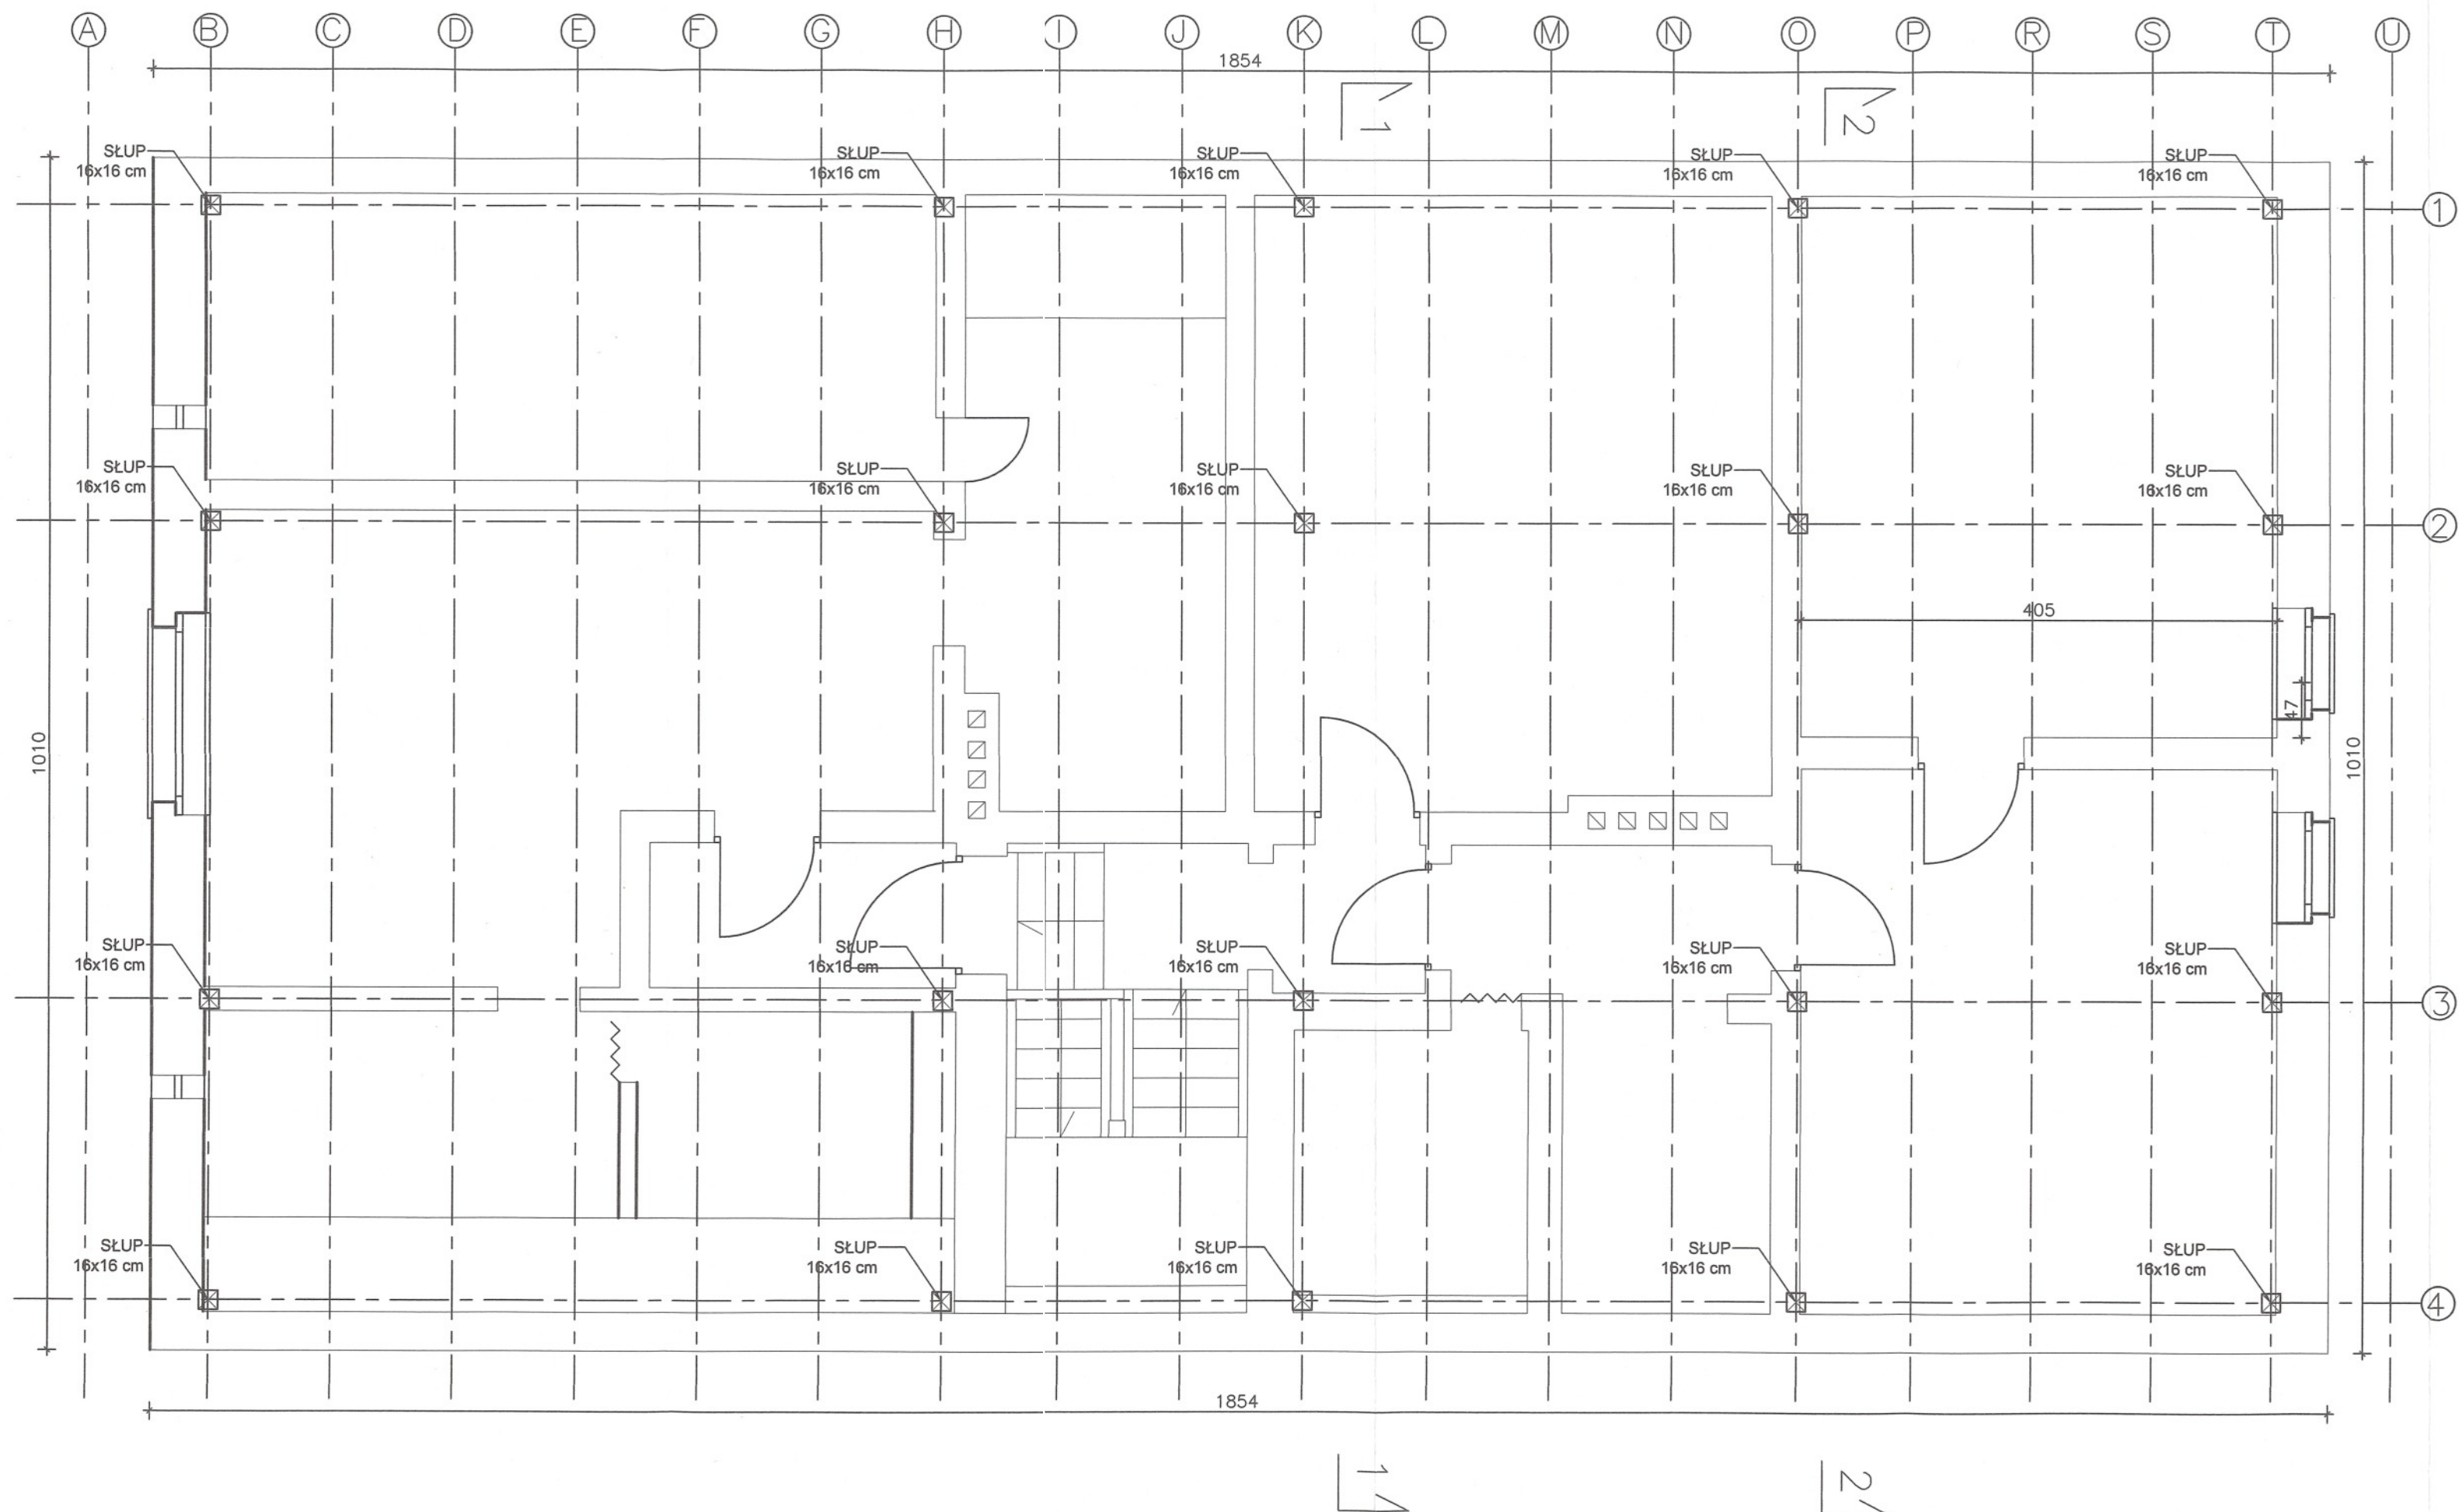 A B C D E F G H I J K L M N O P R S T U
1854
1 2
SŁUP SŁUP SŁUP SŁUP SŁUP
16x16 cm 16x16 cm 16x16 cm 16x16 cm 16x16 cm
1
SŁUP SŁUP SŁUP SŁUP SŁUP
16x16 cm 16x16 cm 16x16 cm 16x16 cm 16x16 cm
2
405
47
1010 1010
SŁUP SŁUP SŁUP SŁUP SŁUP
16x16 cm 16x16 cm 16x16 cm 16x16 cm 16x16 cm
3
SŁUP SŁUP SŁUP SŁUP SŁUP
16x16 cm 16x16 cm 16x16 cm 16x16 cm 16x16 cm
4
1854
1 2